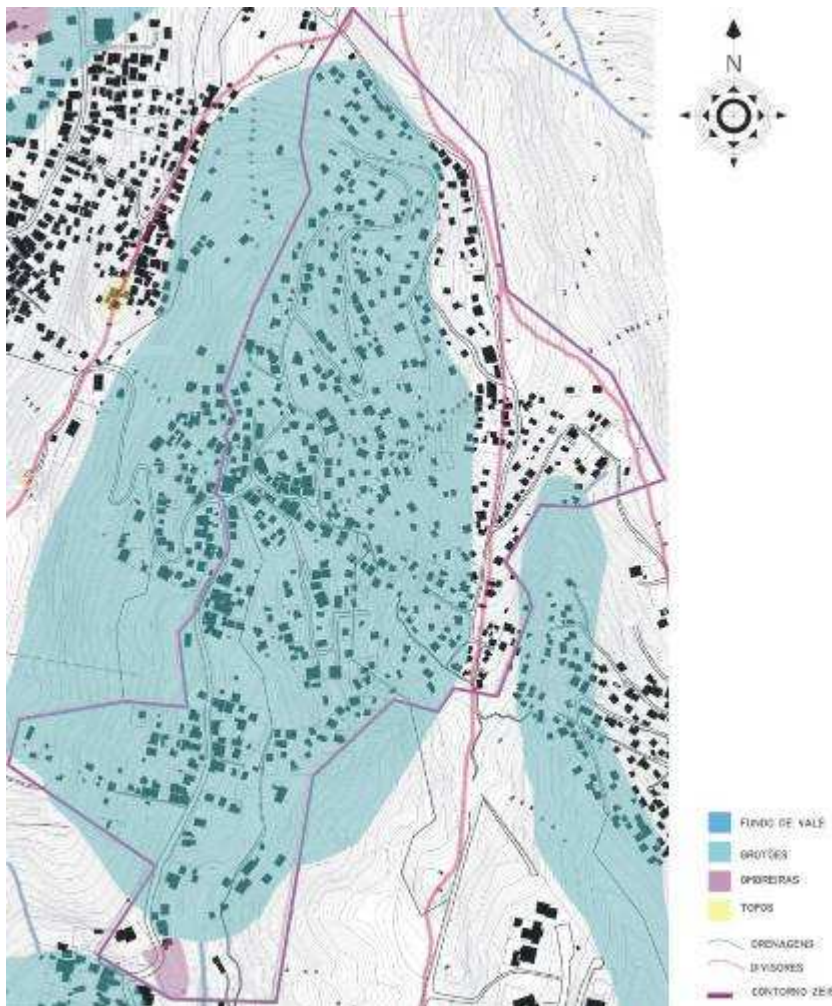 N
FUNDO DE VALE
GROTÕES
OMBREIRAS
TOPOS
DRENAGENS
DIVISORES
CONTORNO ZEIS